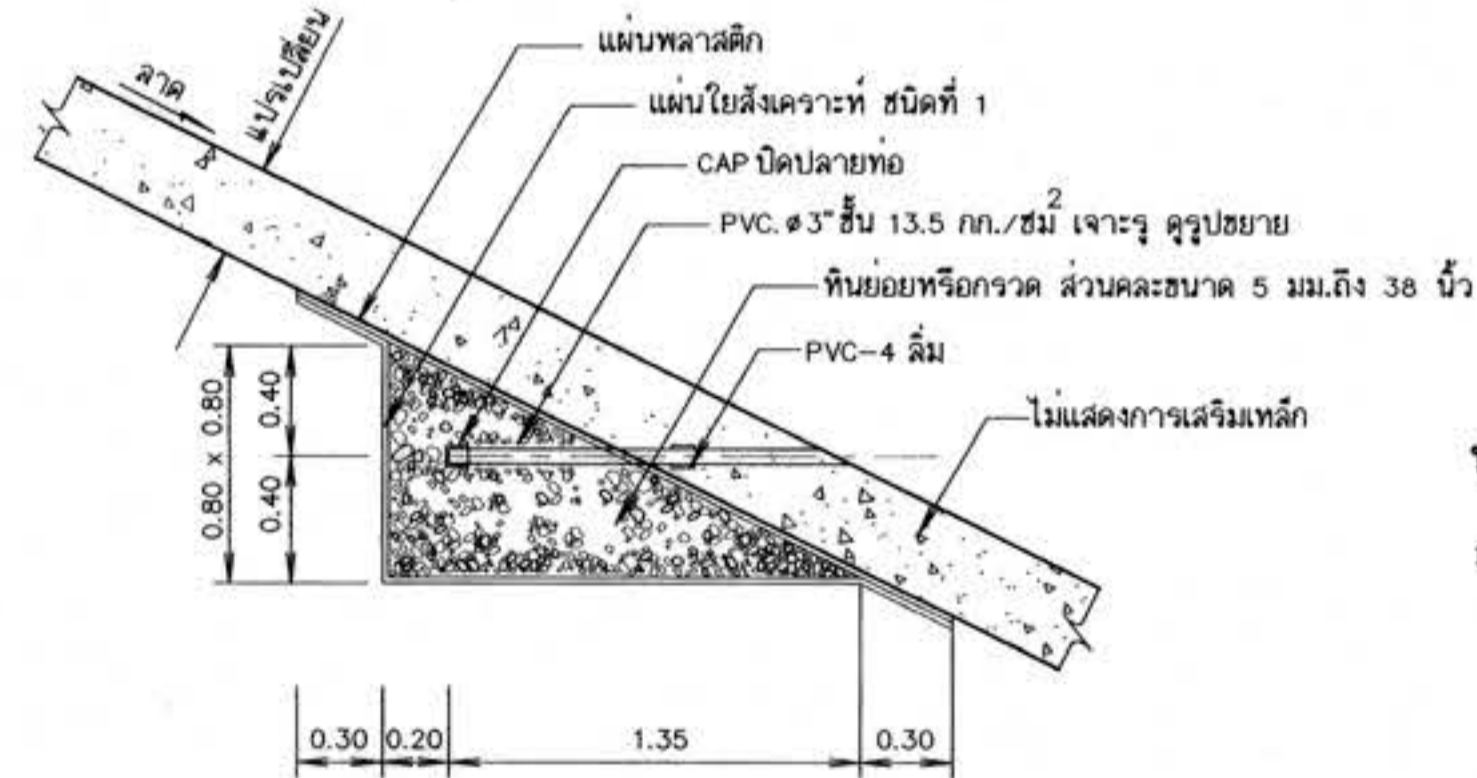 แผ่นพลาสติก
ลาด
แปรเปลี่ยน
แผ่นใยสังเคราะห์ ชนิดที่ 1
CAP ปิดปลายท่อ
PVC. ø 3" ชั้น 13.5 กก./ซม² เจาะรู ดูรูปขยาย
หินย่อยหรือกรวด ส่วนคละขนาด 5 มม.ถึง 38 นิ้ว
PVC-4 ลิ่ม
ไม่แสดงการเสริมเหล็ก
0.80 x 0.80
0.40
0.40
0.30 0.20 1.35 0.30